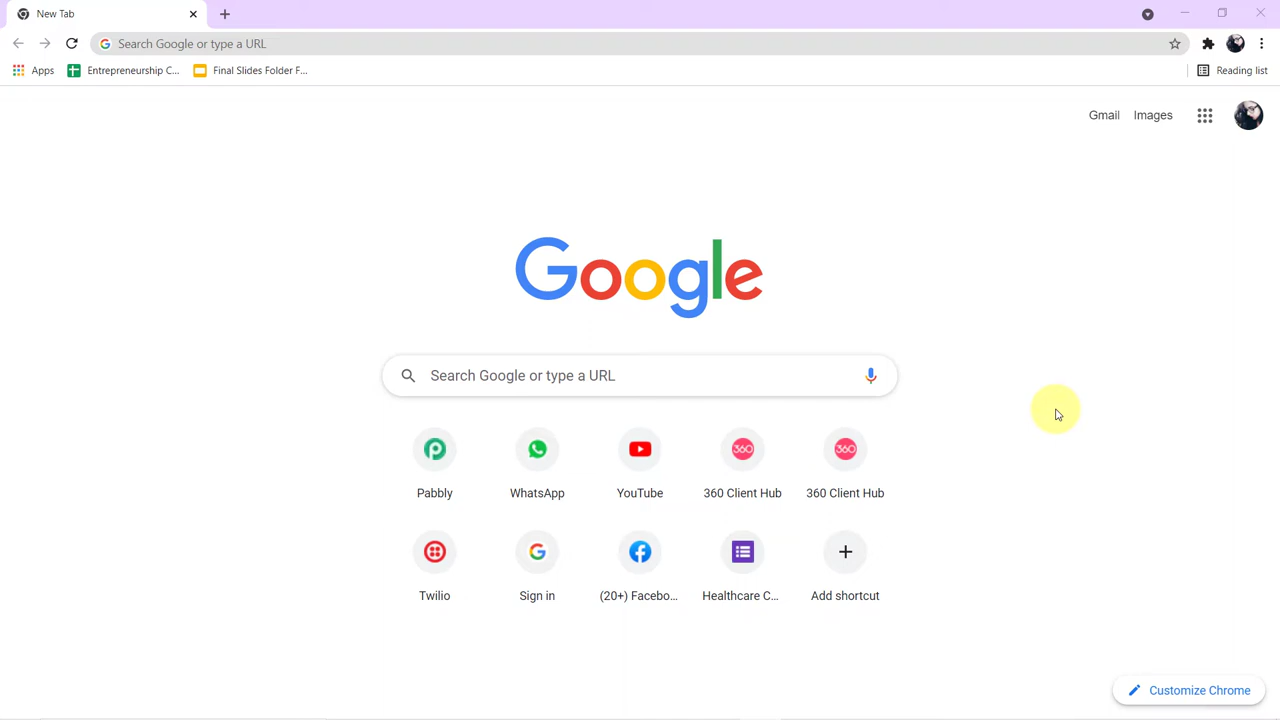 New Tab
Search Google or type a URL
Apps
Entrepreneurship C...
Final Slides Folder F...
Reading list
Gmail
Images
Google
Search Google or type a URL
Pabbly
WhatsApp
YouTube
360 Client Hub
360 Client Hub
Twilio
Sign in
(20+) Facebo...
Healthcare C...
Add shortcut
Customize Chrome